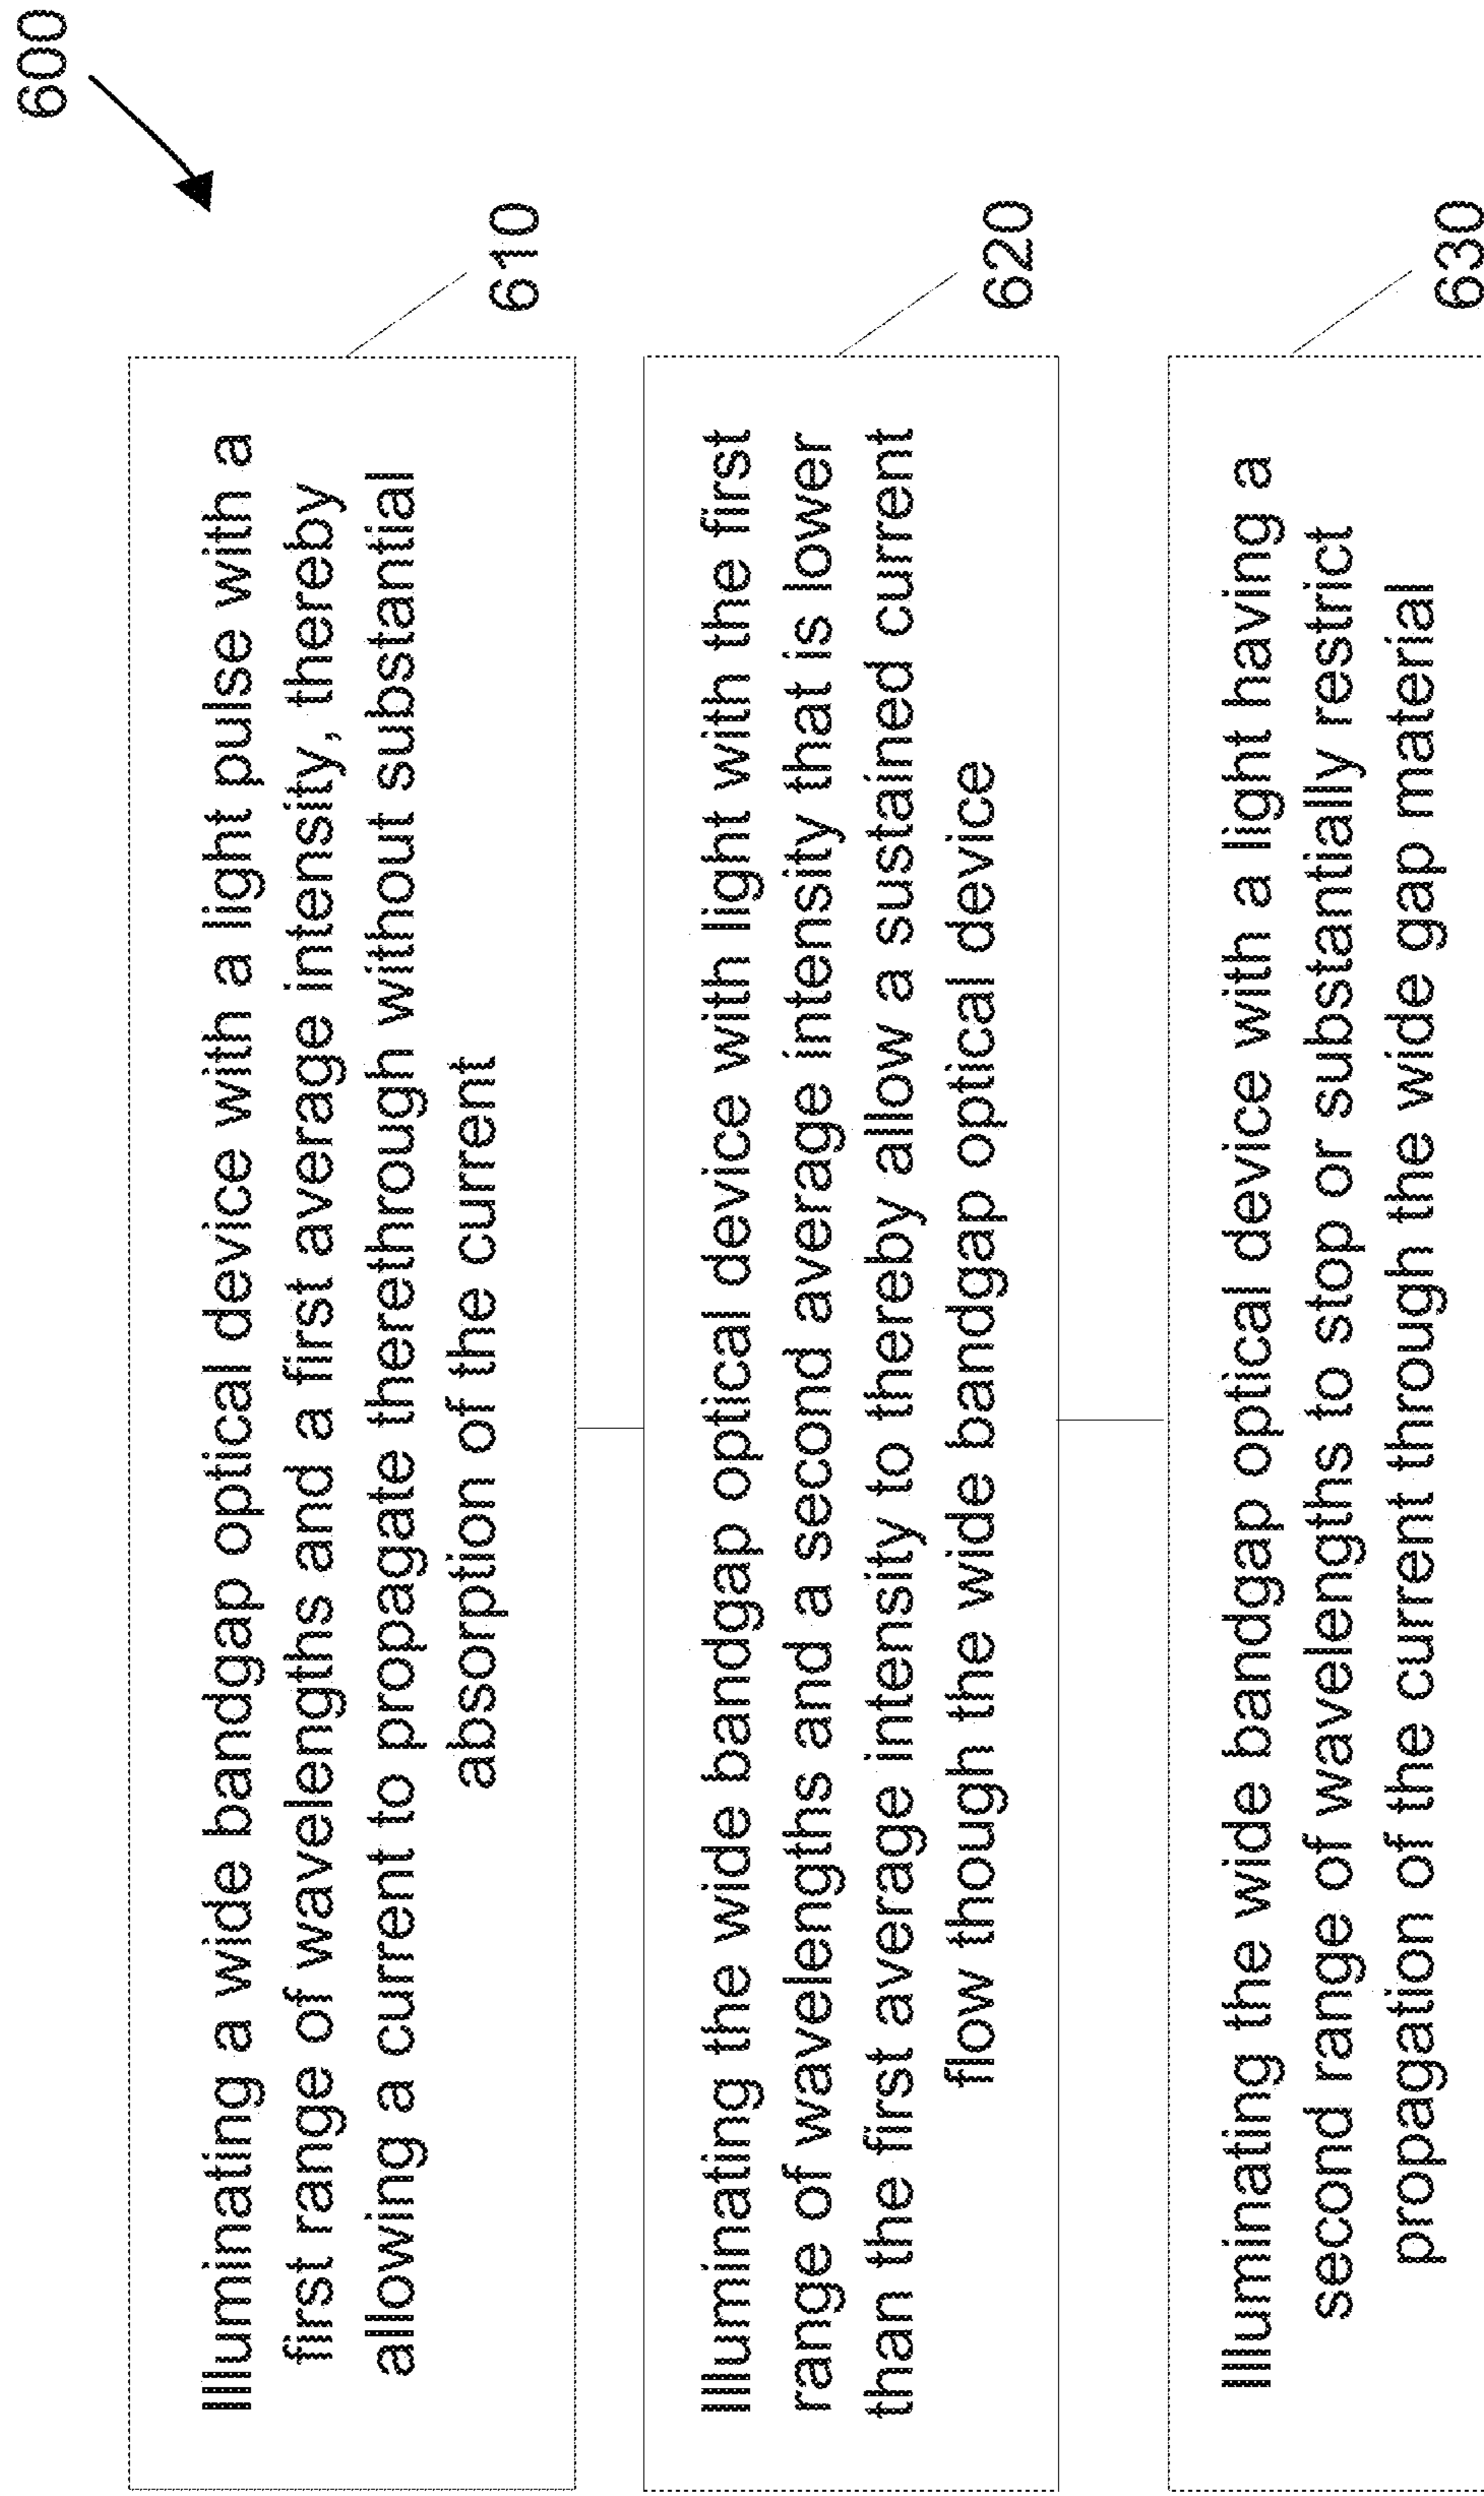 600
610
Illuminating a wide bandgap optical device with a light pulse with a
first range of wavelengths and a first average intensity, thereby
allowing a current to propagate therethrough without substantial
absorption of the current
620
Illuminating the wide bandgap optical device with light with the first
range of wavelengths and a second average intensity that is lower
than the first average intensity to thereby allow a sustained current
flow though the wide bandgap optical device
630
Illuminating the wide bandgap optical device with a light having a
second range of wavelengths to stop or substantially restrict
propagation of the current through the wide gap material